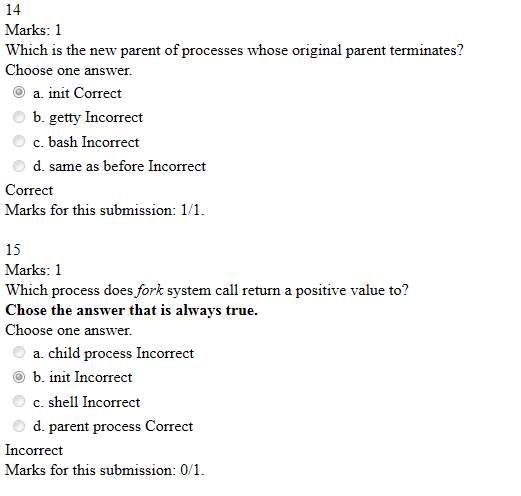 14
Marks: 1
Which is the new parent of processes whose original parent terminates?
Choose one answer.
a. init Correct
b. getty Incorrect
c. bash Incorrect
d. same as before Incorrect
Correct
Marks for this submission: 1/1.
15
Marks: 1
Which process does fork system call return a positive value to?
Chose the answer that is always true.
Choose one answer.
a. child process Incorrect
b. init Incorrect
c. shell Incorrect
d. parent process Correct
Incorrect
Marks for this submission: 0/1.